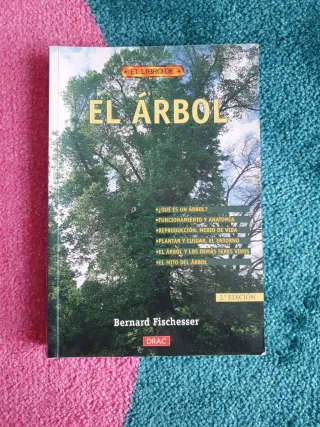 EL LIBRO DE
EL ÁRBOL
•¿QUÉ ES UN ÁRBOL?
•FUNCIONAMIENTO Y ANATOMÍA
•REPRODUCCIÓN. MEDIO DE VIDA
•PLANTAR Y CUIDAR. EL ENTORNO
•EL ÁRBOL Y LOS DEMÁS SERES VIVOS
•EL MITO DEL ÁRBOL
2.ª EDICIÓN
Bernard Fischesser
DRAC